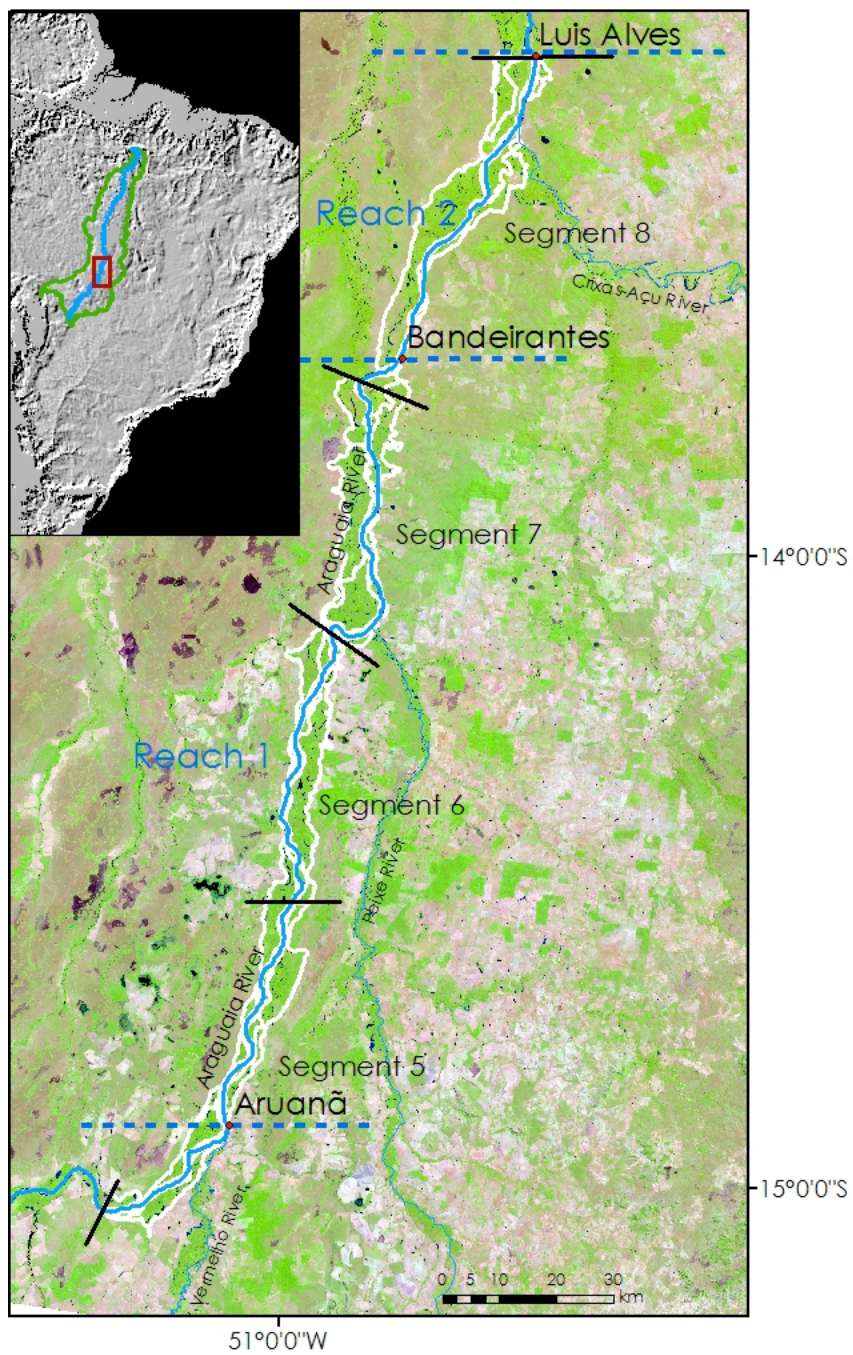 Luis Alves
Reach 2
Segment 8
Crixás-Açu River
Bandeirantes
Araguaia River
Segment 7
14°0'0"S
Reach 1
Segment 6
Peixe River
Araguaia River
Segment 5
Aruanã
15°0'0"S
Vermelho River
0 5 10 20 30
km
51°0'0"W